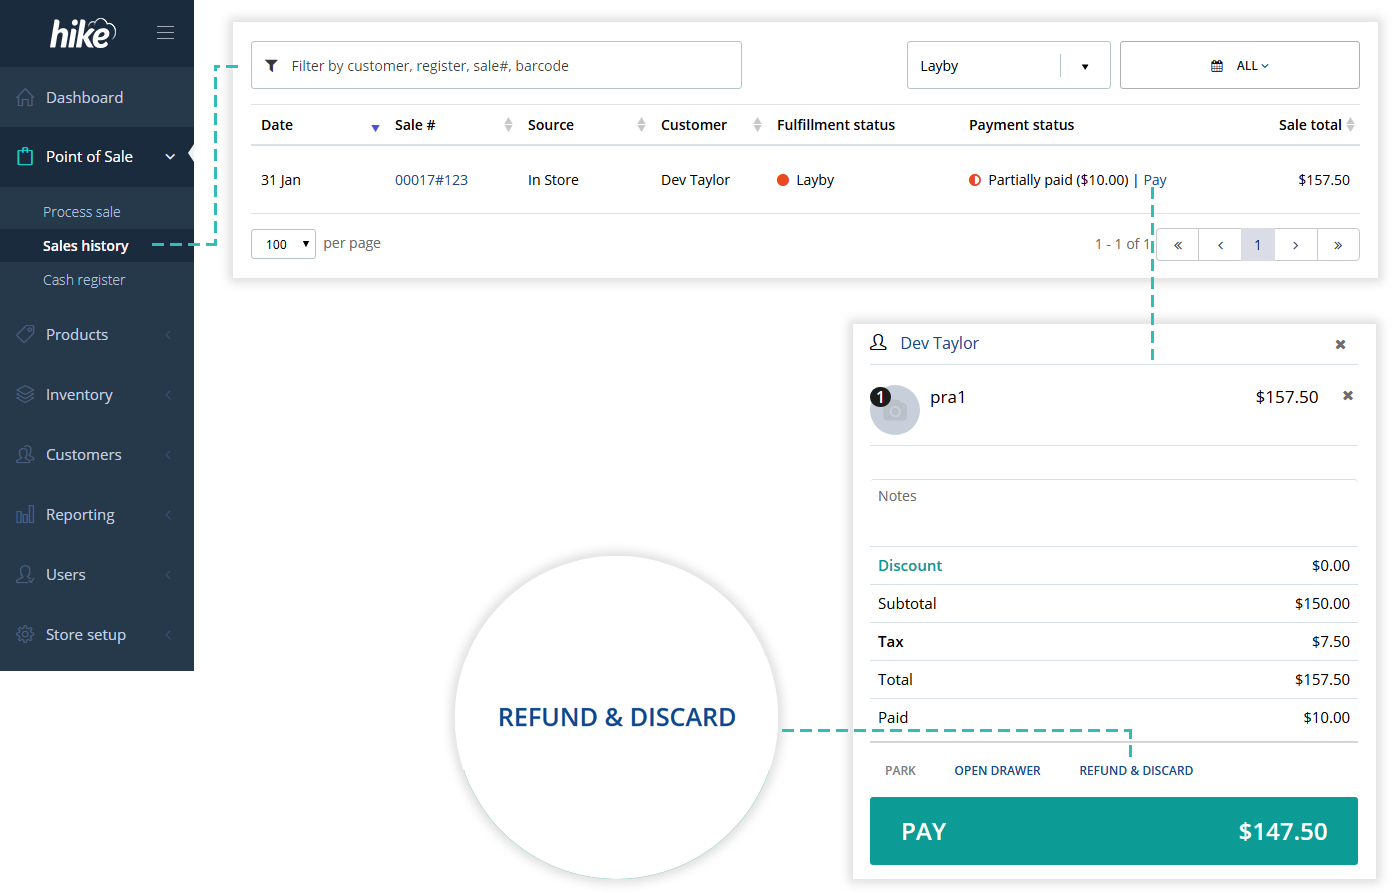 hike
Dashboard
Point of Sale
Process sale
Sales history
Cash register
Products
Inventory
Customers
Reporting
Users
Store setup
Filter by customer, register, sale#, barcode
Layby
ALL
Date Sale # Source Customer Fulfillment status Payment status Sale total
31 Jan 00017#123 In Store Dev Taylor Layby Partially paid ($10.00) | Pay $157.50
100 per page 1 - 1 of 1 « ‹ 1 › »
Dev Taylor
1 pra1 $157.50
Notes
Discount $0.00
Subtotal $150.00
Tax $7.50
Total $157.50
Paid $10.00
PARK OPEN DRAWER REFUND & DISCARD
PAY $147.50
REFUND & DISCARD